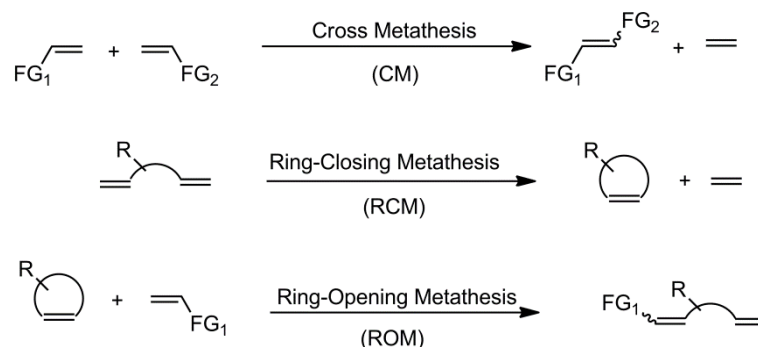 Cross Metathesis
FG₁ + FG₂ (CM) FG₂ FG₁ +
R Ring-Closing Metathesis (RCM) R +
R + FG₁ Ring-Opening Metathesis (ROM) FG₁ R